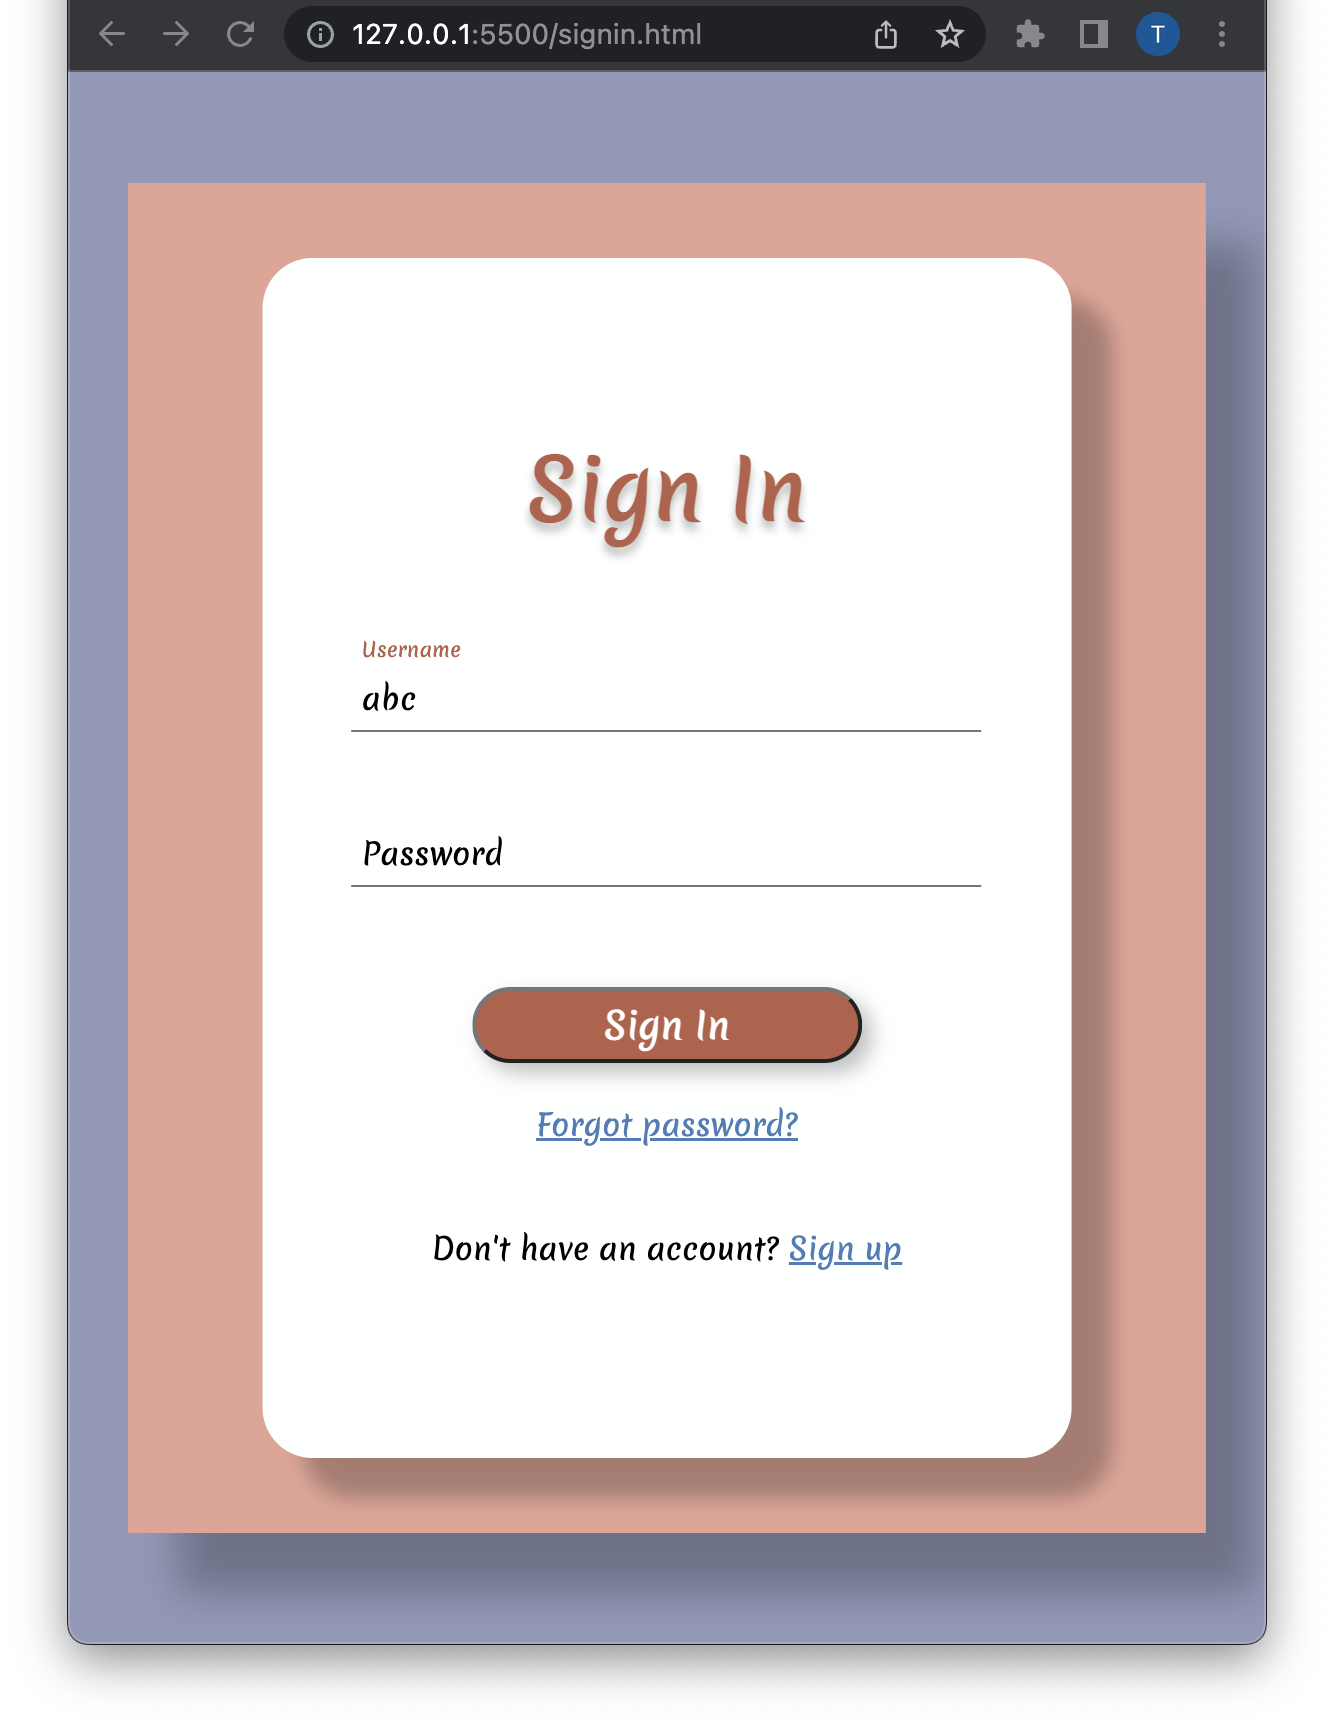 127.0.0.1:5500/signin.html
T
Sign In
Username
abc
Password
Sign In
Forgot password?
Don't have an account? Sign up